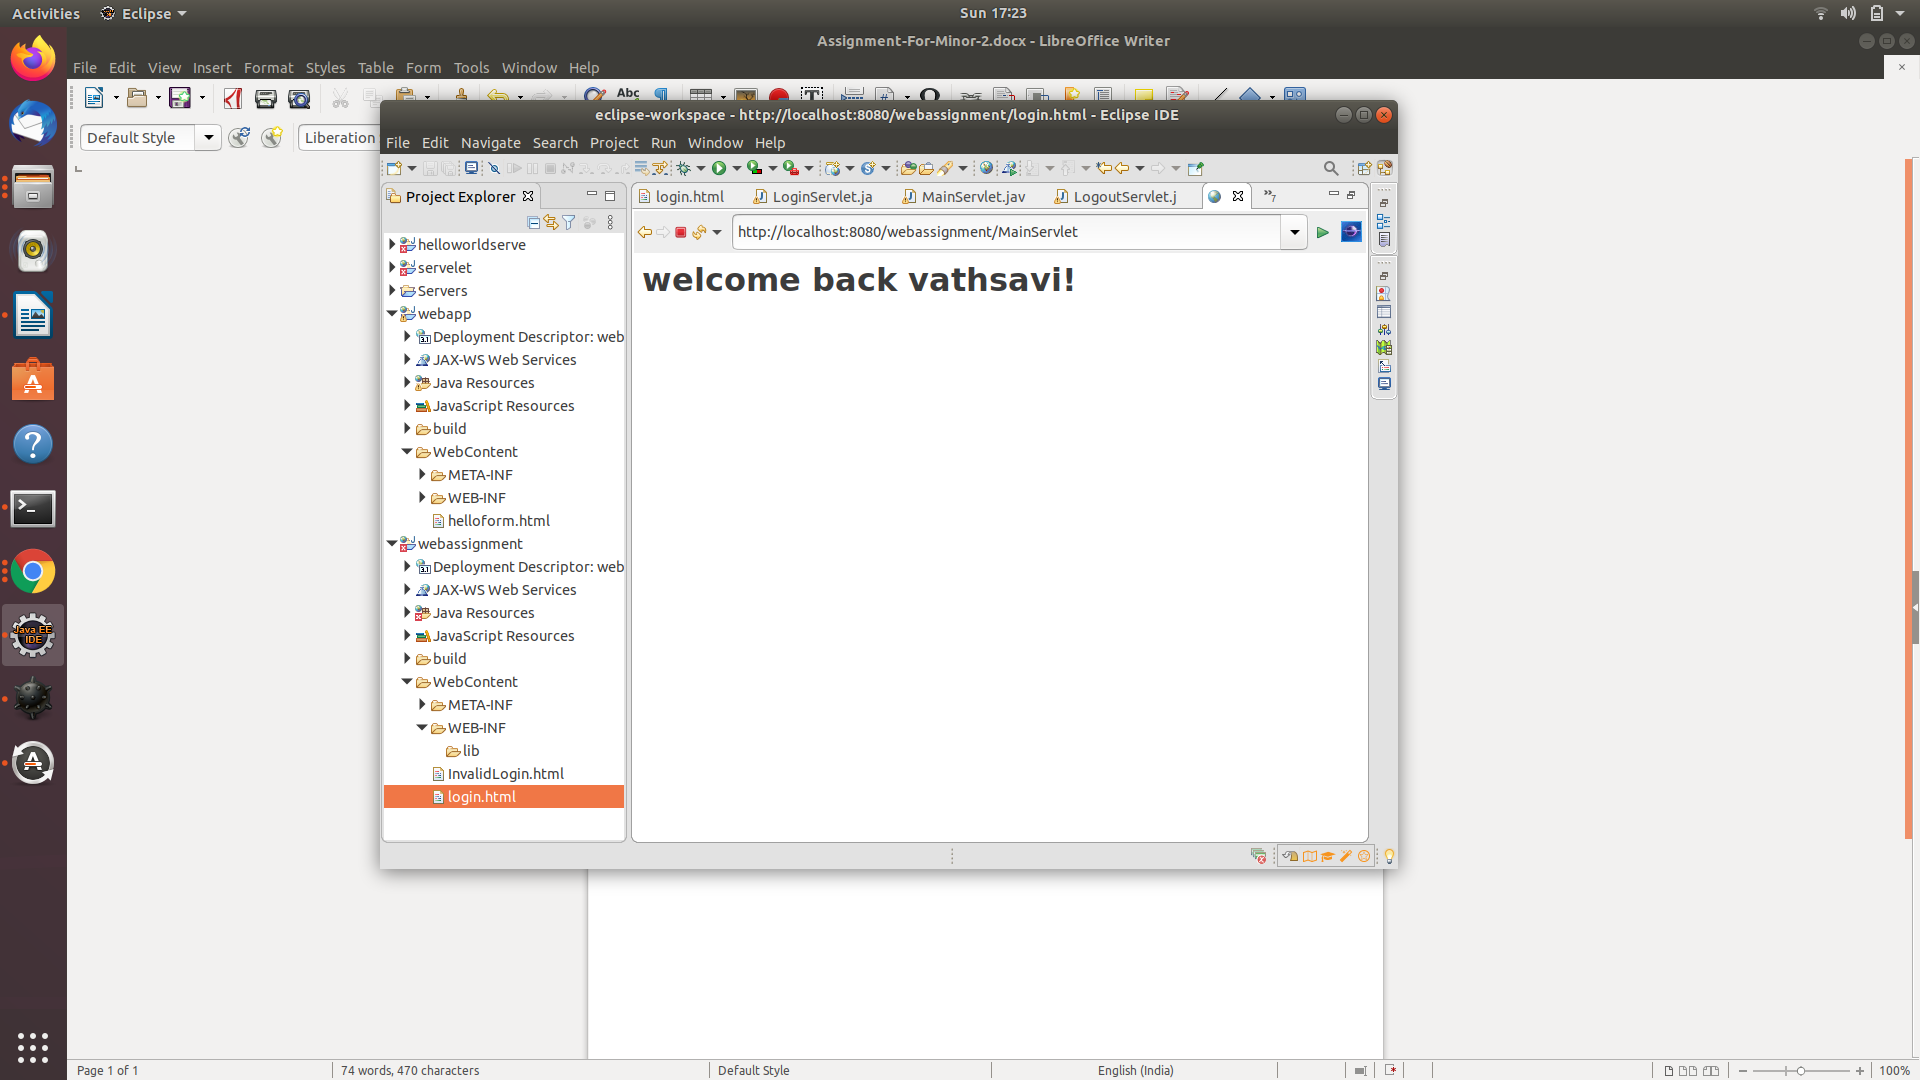 Activities
Eclipse
Sun 17:23
Assignment-For-Minor-2.docx - LibreOffice Writer
File Edit View Insert Format Styles Table Form Tools Window Help
Default Style
Liberation
eclipse-workspace - http://localhost:8080/webassignment/login.html - Eclipse IDE
File Edit Navigate Search Project Run Window Help
Project Explorer
login.html
LoginServlet.ja
MainServlet.jav
LogoutServlet.j
7
http://localhost:8080/webassignment/MainServlet
welcome back vathsavi!
helloworldserve
servelet
Servers
webapp
Deployment Descriptor: web
JAX-WS Web Services
Java Resources
JavaScript Resources
build
WebContent
META-INF
WEB-INF
helloform.html
webassignment
Deployment Descriptor: web
JAX-WS Web Services
Java Resources
JavaScript Resources
build
WebContent
META-INF
WEB-INF
lib
InvalidLogin.html
login.html
Java EE
IDE
Page 1 of 1
74 words, 470 characters
Default Style
English (India)
100%